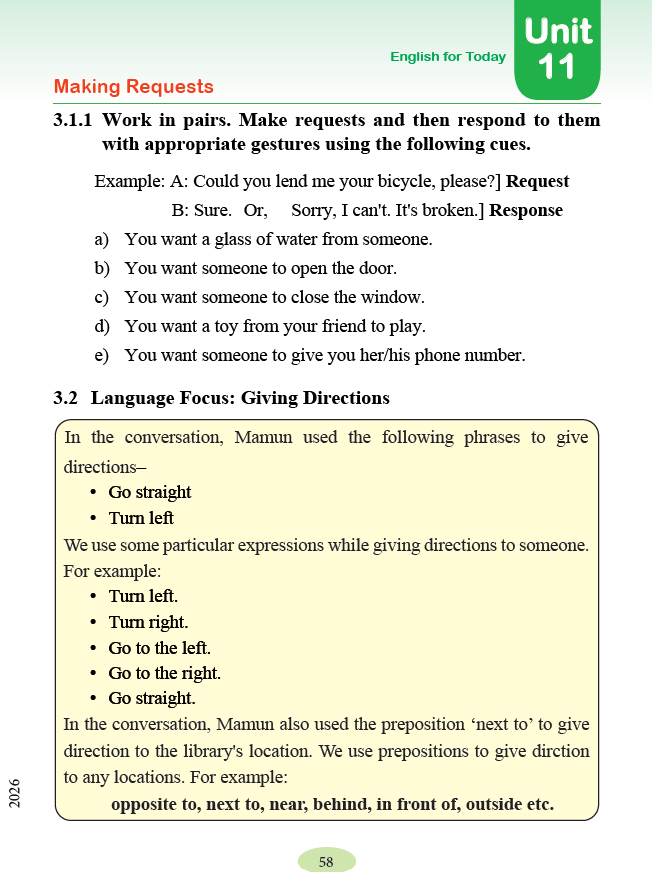 Unit
11
English for Today
Making Requests
3.1.1 Work in pairs. Make requests and then respond to them
with appropriate gestures using the following cues.
Example: A: Could you lend me your bicycle, please?] Request
B: Sure. Or, Sorry, I can't. It's broken.] Response
a) You want a glass of water from someone.
b) You want someone to open the door.
c) You want someone to close the window.
d) You want a toy from your friend to play.
e) You want someone to give you her/his phone number.
3.2 Language Focus: Giving Directions
In the conversation, Mamun used the following phrases to give
directions–
• Go straight
• Turn left
We use some particular expressions while giving directions to someone.
For example:
• Turn left.
• Turn right.
• Go to the left.
• Go to the right.
• Go straight.
In the conversation, Mamun also used the preposition ‘next to’ to give
direction to the library's location. We use prepositions to give dirction
to any locations. For example:
opposite to, next to, near, behind, in front of, outside etc.
2026
58